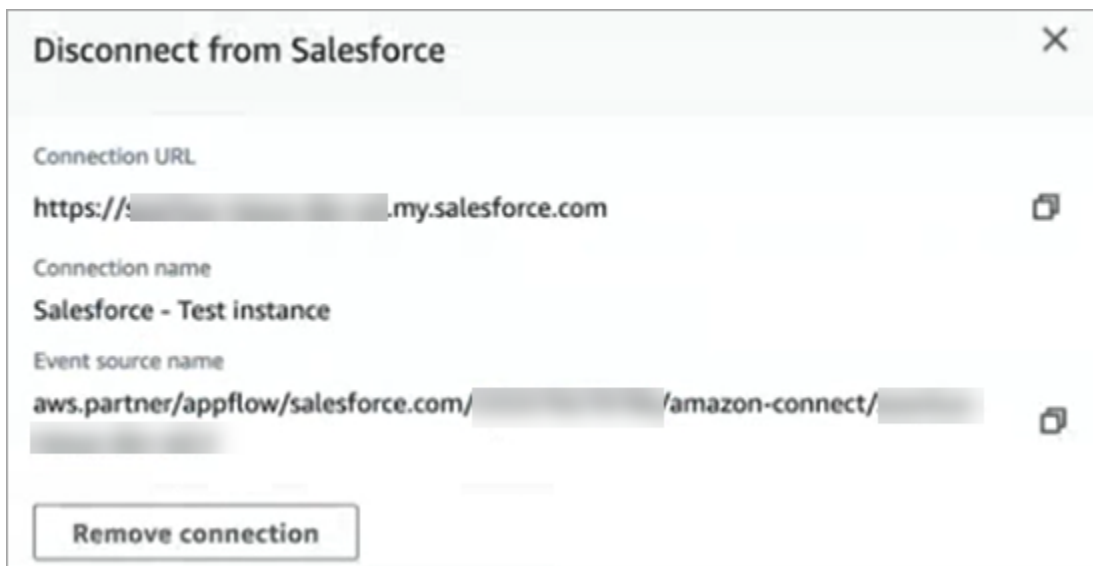 Disconnect from Salesforce
Connection URL
https://s .my.salesforce.com
Connection name
Salesforce - Test instance
Event source name
aws.partner/appflow/salesforce.com/ /amazon-connect/
Remove connection